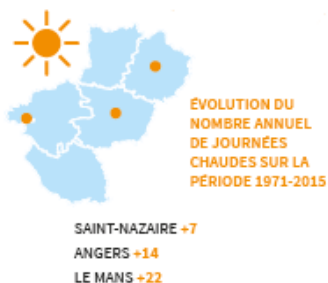 ÉVOLUTION DU
NOMBRE ANNUEL
DE JOURNÉES
CHAUDES SUR LA
PÉRIODE 1971-2015
SAINT-NAZAIRE +7
ANGERS +14
LE MANS +22